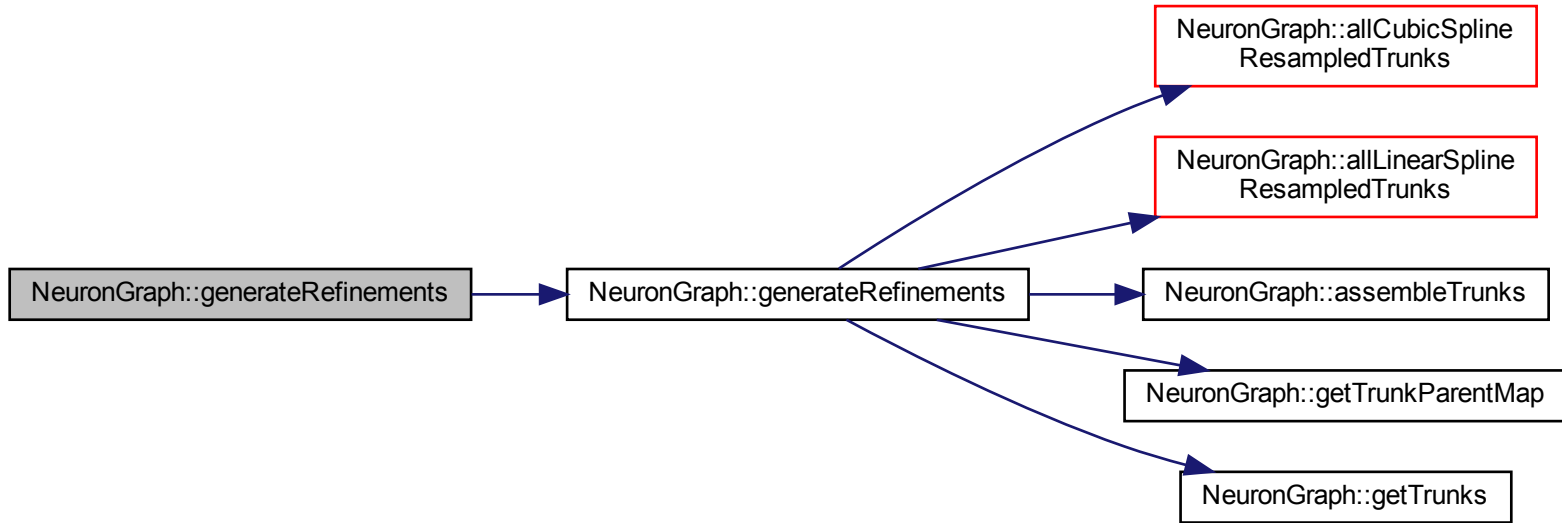 NeuronGraph::generateRefinements
NeuronGraph::generateRefinements
NeuronGraph::allCubicSpline
ResampledTrunks
NeuronGraph::allLinearSpline
ResampledTrunks
NeuronGraph::assembleTrunks
NeuronGraph::getTrunkParentMap
NeuronGraph::getTrunks